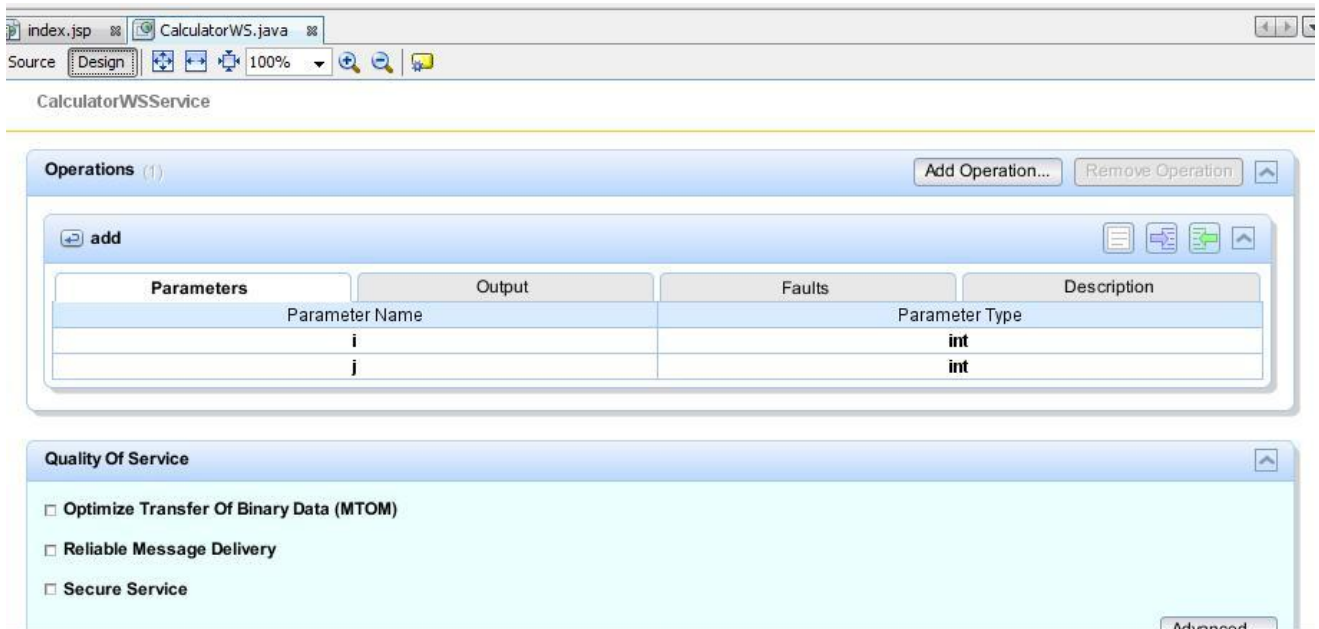 index.jsp CalculatorWS.java
Source Design 100%
CalculatorWSService
Operations (1) Add Operation... Remove Operation
add
Parameters Output Faults Description
Parameter Name Parameter Type
i int
j int
Quality Of Service
Optimize Transfer Of Binary Data (MTOM)
Reliable Message Delivery
Secure Service
Advanced...